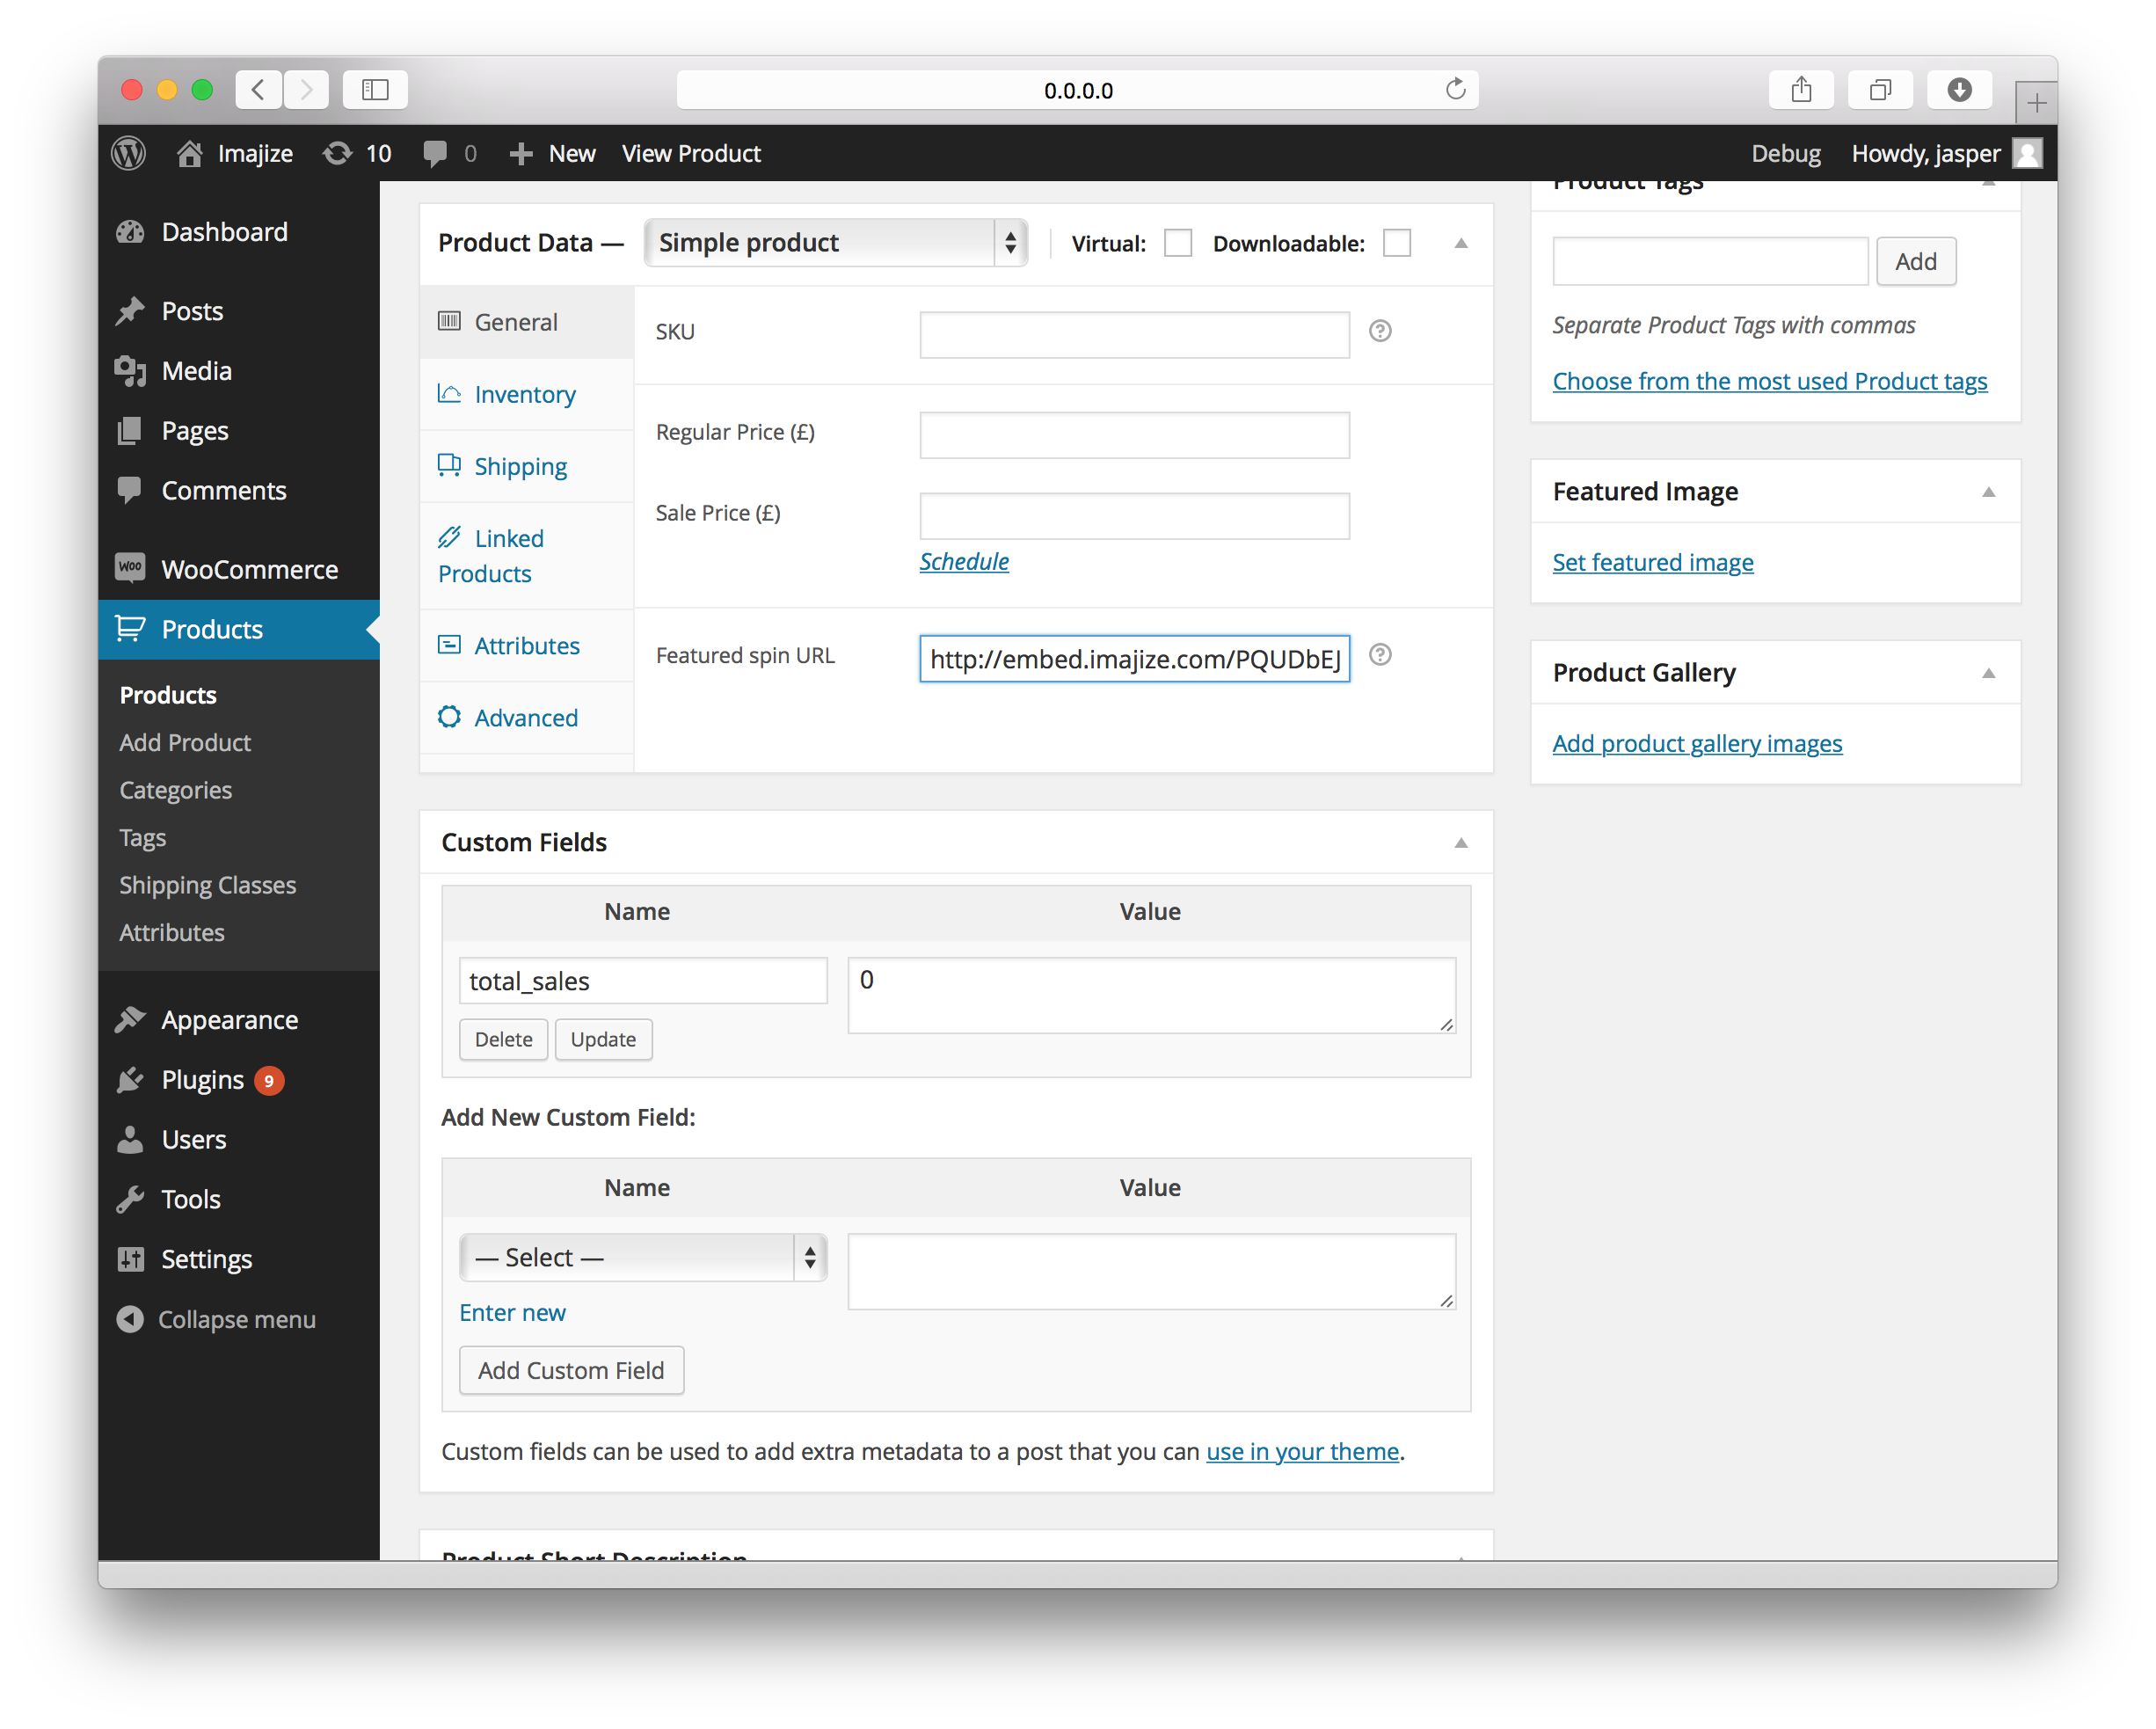 0.0.0.0
Imajize 10 0 New View Product Debug Howdy, jasper
Dashboard
Posts
Media
Pages
Comments
WOO WooCommerce
Products
Products
Add Product
Categories
Tags
Shipping Classes
Attributes
Appearance
Plugins 9
Users
Tools
Settings
Collapse menu
Product Data — Simple product Virtual: Downloadable:
General
Inventory
Shipping
Linked
Products
Attributes
Advanced
SKU
Regular Price (£)
Sale Price (£)
Schedule
Featured spin URL http://embed.imajize.com/PQUDbEJ
Custom Fields
Name Value
total_sales 0
Delete Update
Add New Custom Field:
Name Value
— Select —
Enter new
Add Custom Field
Custom fields can be used to add extra metadata to a post that you can use in your theme.
Product Short Description
Product Tags
Add
Separate Product Tags with commas
Choose from the most used Product tags
Featured Image
Set featured image
Product Gallery
Add product gallery images